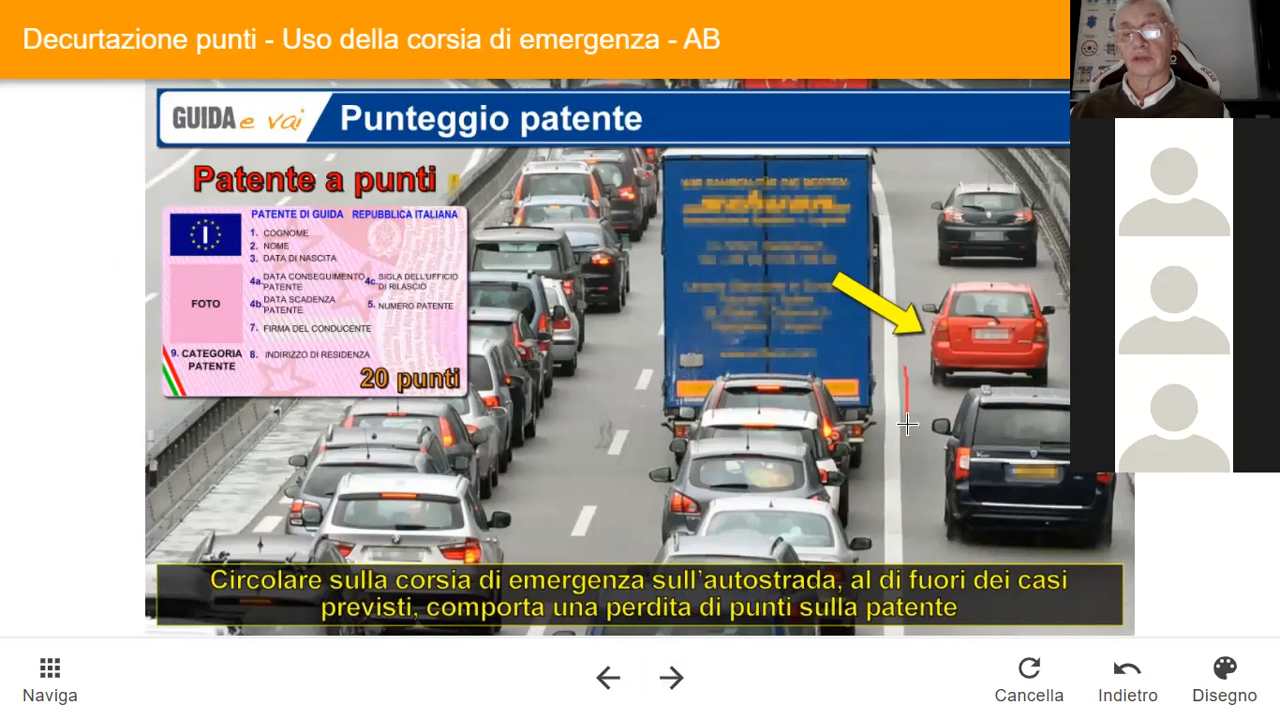 Decurtazione punti - Uso della corsia di emergenza - AB
GUIDA e vai
Punteggio patente
Patente a punti
PATENTE DI GUIDA REPUBBLICA ITALIANA
I
1. COGNOME
2. NOME
3. DATA DI NASCITA
4a. DATA CONSEGUIMENTO PATENTE
4c. SIGLA DELL'UFFICIO DI RILASCIO
4b. DATA SCADENZA PATENTE
5. NUMERO PATENTE
FOTO
7. FIRMA DEL CONDUCENTE
9. CATEGORIA PATENTE
8. INDIRIZZO DI RESIDENZA
20 punti
Circolare sulla corsia di emergenza sull'autostrada, al di fuori dei casi
previsti, comporta una perdita di punti sulla patente
Naviga
Cancella
Indietro
Disegno